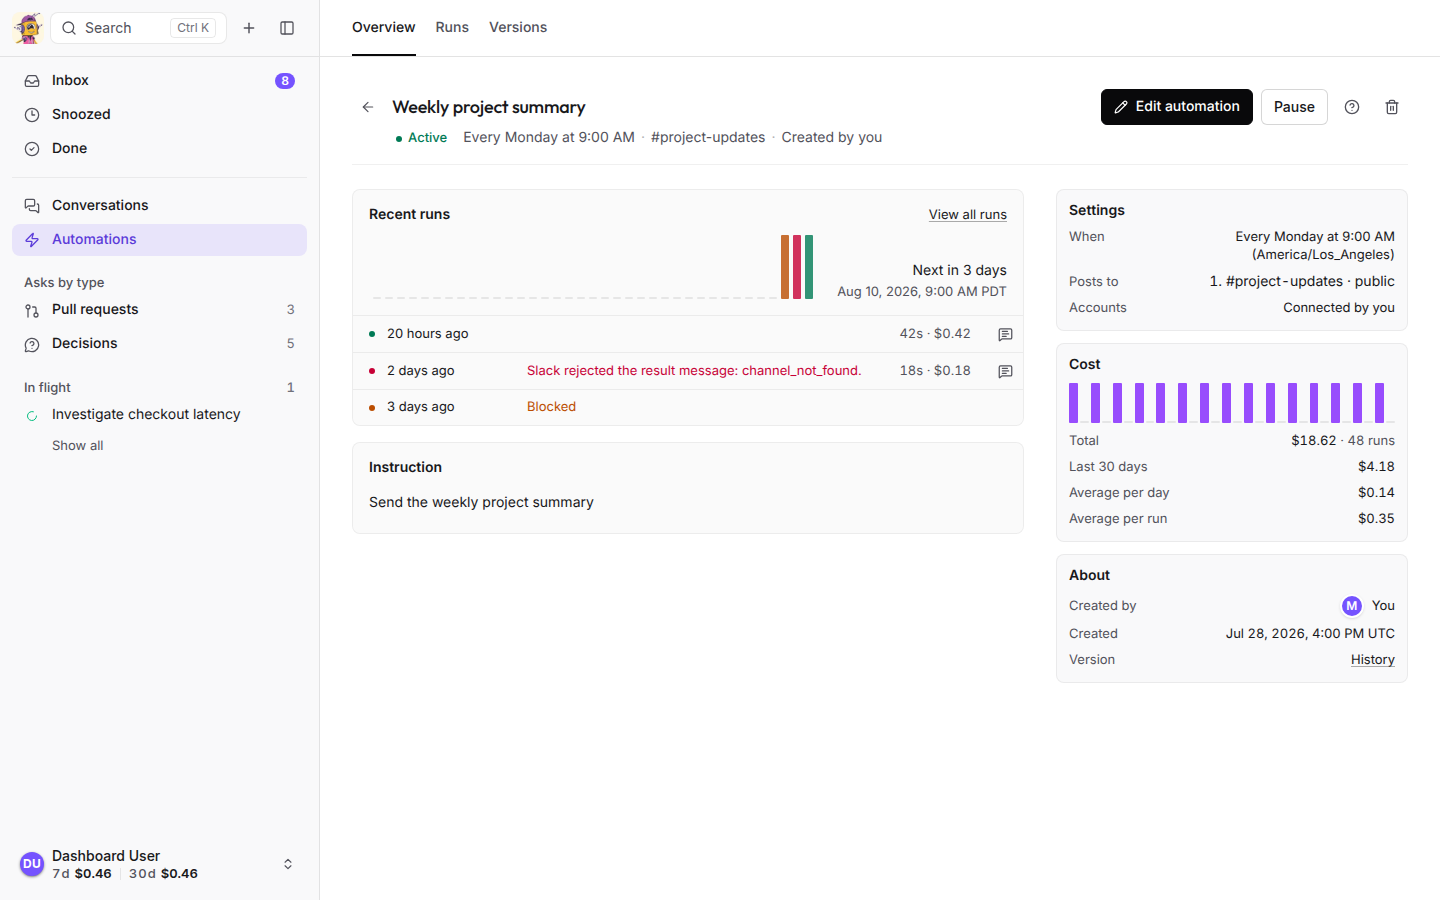 Search
Ctrl K
Inbox
8
Snoozed
Done
Conversations
Automations
Asks by type
Pull requests
3
Decisions
5
In flight
1
Investigate checkout latency
Show all
Dashboard User
DU
7d $0.46
30d $0.46
Overview
Runs
Versions
Weekly project summary
Active
Every Monday at 9:00 AM · #project-updates · Created by you
Edit automation
Pause
Recent runs
View all runs
Next in 3 days
Aug 10, 2026, 9:00 AM PDT
20 hours ago
42s · $0.42
2 days ago
Slack rejected the result message: channel_not_found.
18s · $0.18
3 days ago
Blocked
Instruction
Send the weekly project summary
Settings
When
Every Monday at 9:00 AM
(America/Los_Angeles)
Posts to
1. #project-updates · public
Accounts
Connected by you
Cost
Total
$18.62 · 48 runs
Last 30 days
$4.18
Average per day
$0.14
Average per run
$0.35
About
Created by
M
You
Created
Jul 28, 2026, 4:00 PM UTC
Version
History